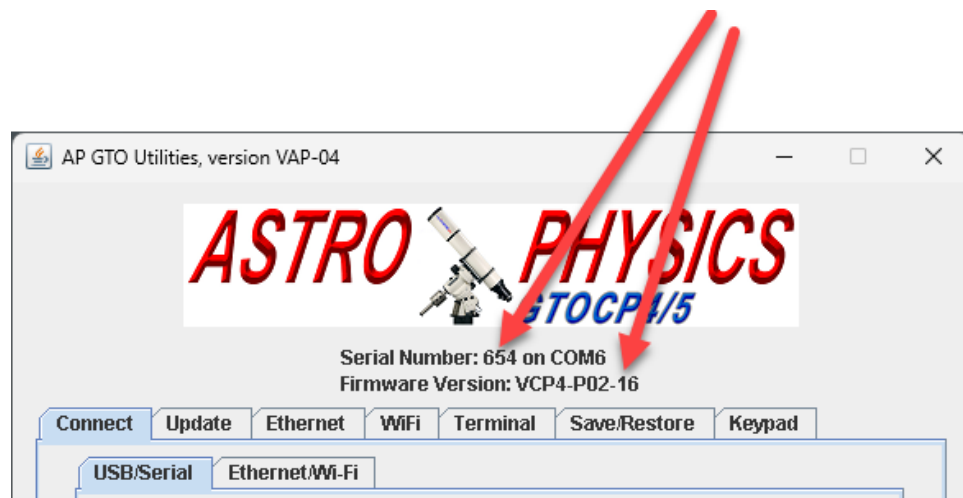 AP GTO Utilities, version VAP-04
ASTRO PHYSICS
GTOCP4/5
Serial Number: 654 on COM6
Firmware Version: VCP4-P02-16
Connect Update Ethernet WiFi Terminal Save/Restore Keypad
USB/Serial Ethernet/Wi-Fi